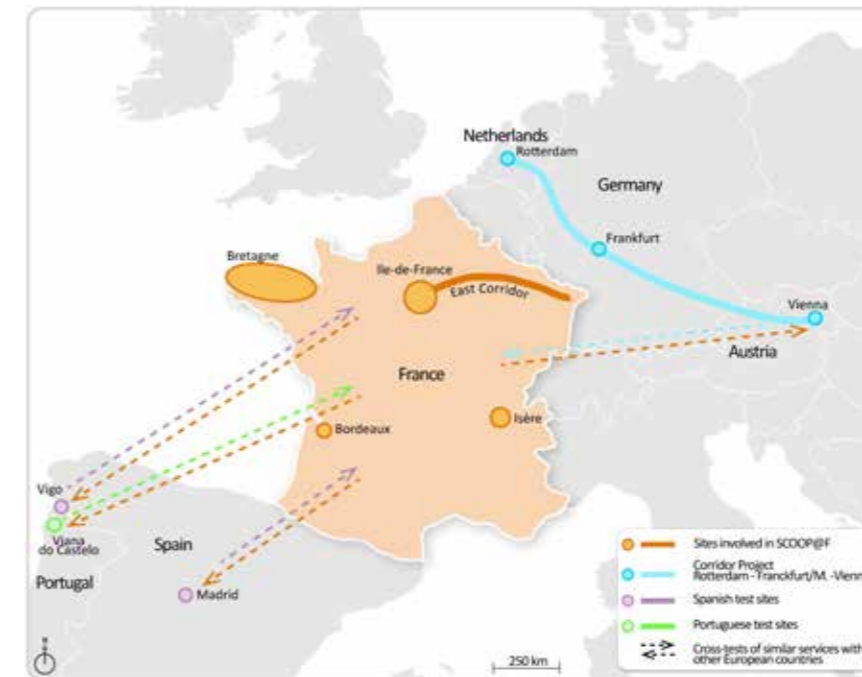 Netherlands
Rotterdam
Germany
Frankfurt
Bretagne
Ile-de-France
East Corridor
Vienna
Austria
France
Bordeaux
Isère
Vigo
Viana
do Castelo
Spain
Portugal
Madrid
Sites involved in SCOOP@F
Corridor Project
Rotterdam - Franckfurt/M. -Vienn
Spanish test sites
Portuguese test sites
Cross-tests of similar services with
other European countries
250 km